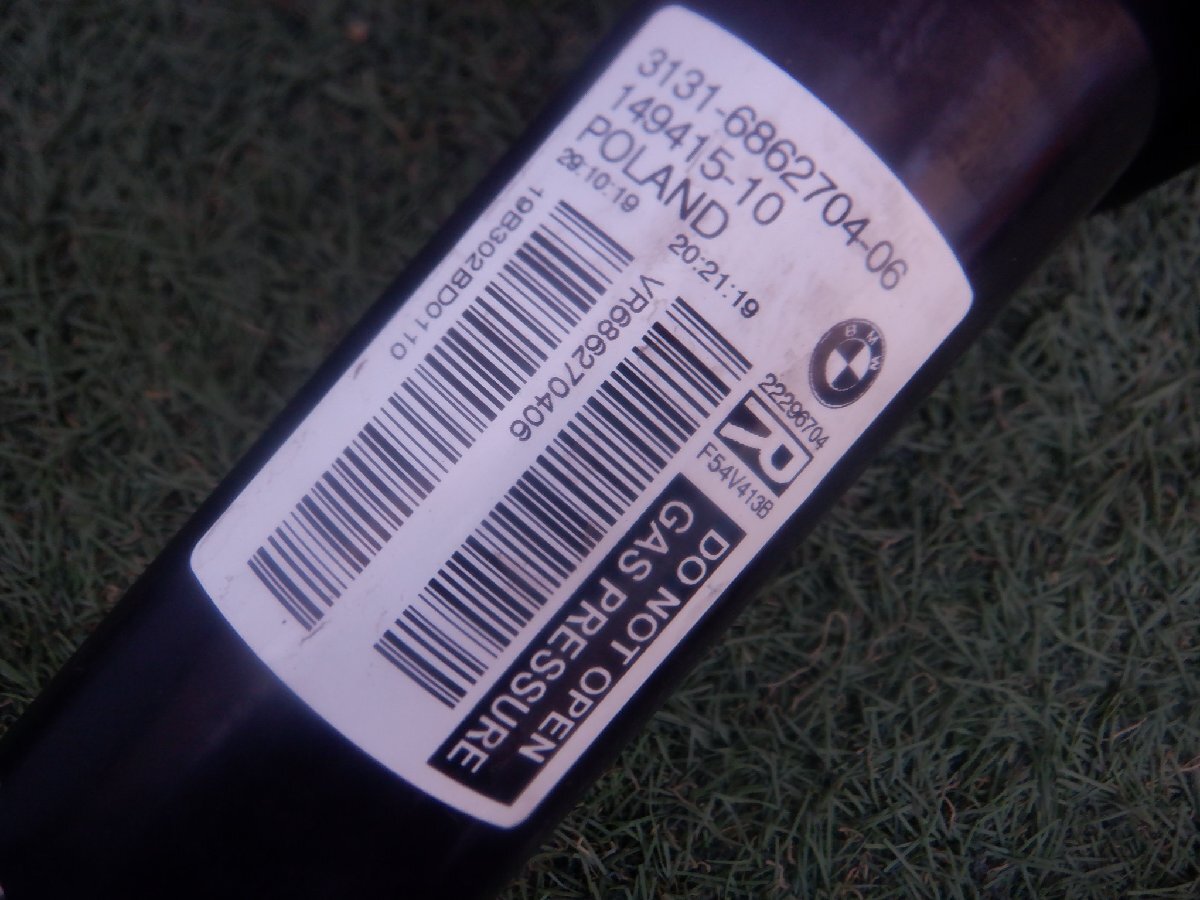 3131-6862704-06
149415-10
POLAND
29:10:19
20:21:19
19B302BD0110
VR686270406
BMW
22296704
R
F54V413B
DO NOT OPEN
GAS PRESSURE